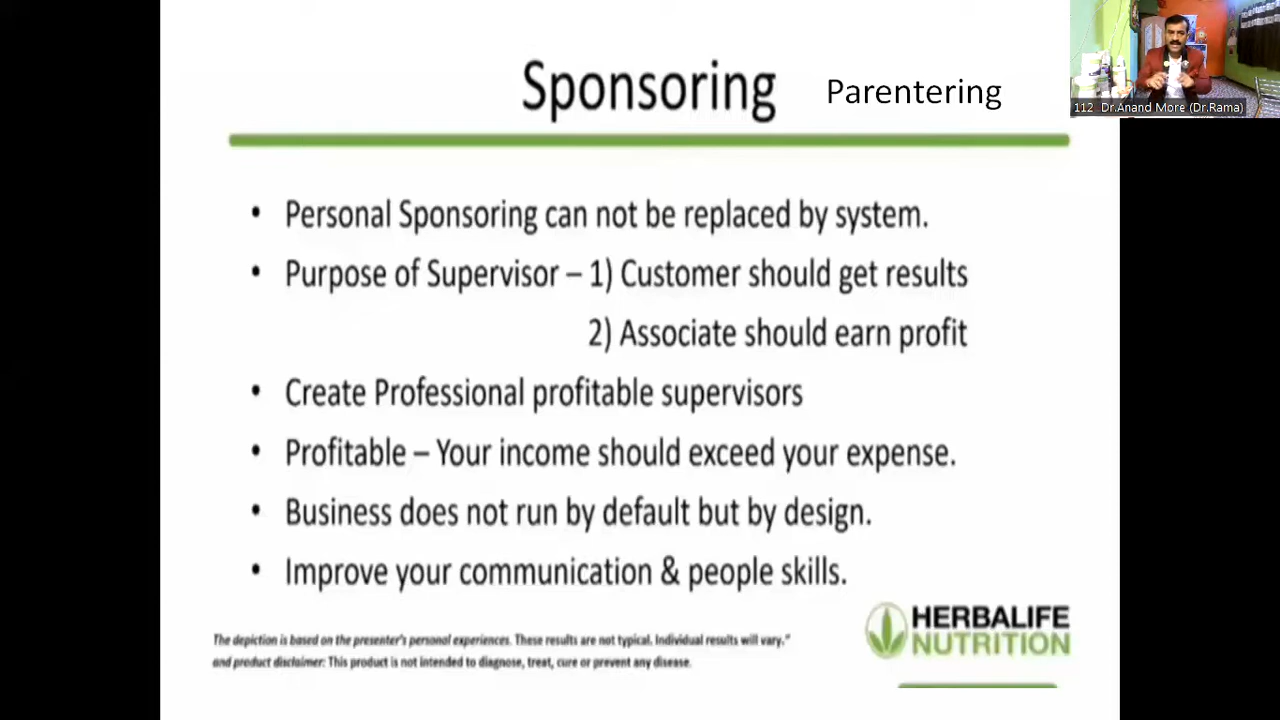 Sponsoring Parentering
112 Dr.Anand More (Dr.Rama)
• Personal Sponsoring can not be replaced by system.
• Purpose of Supervisor – 1) Customer should get results
2) Associate should earn profit
• Create Professional profitable supervisors
• Profitable – Your income should exceed your expense.
• Business does not run by default but by design.
• Improve your communication & people skills.
The depiction is based on the presenter's personal experiences. These results are not typical. Individual results will vary."
and product disclaimer: This product is not intended to diagnose, treat, cure or prevent any disease.
HERBALIFE
NUTRITION